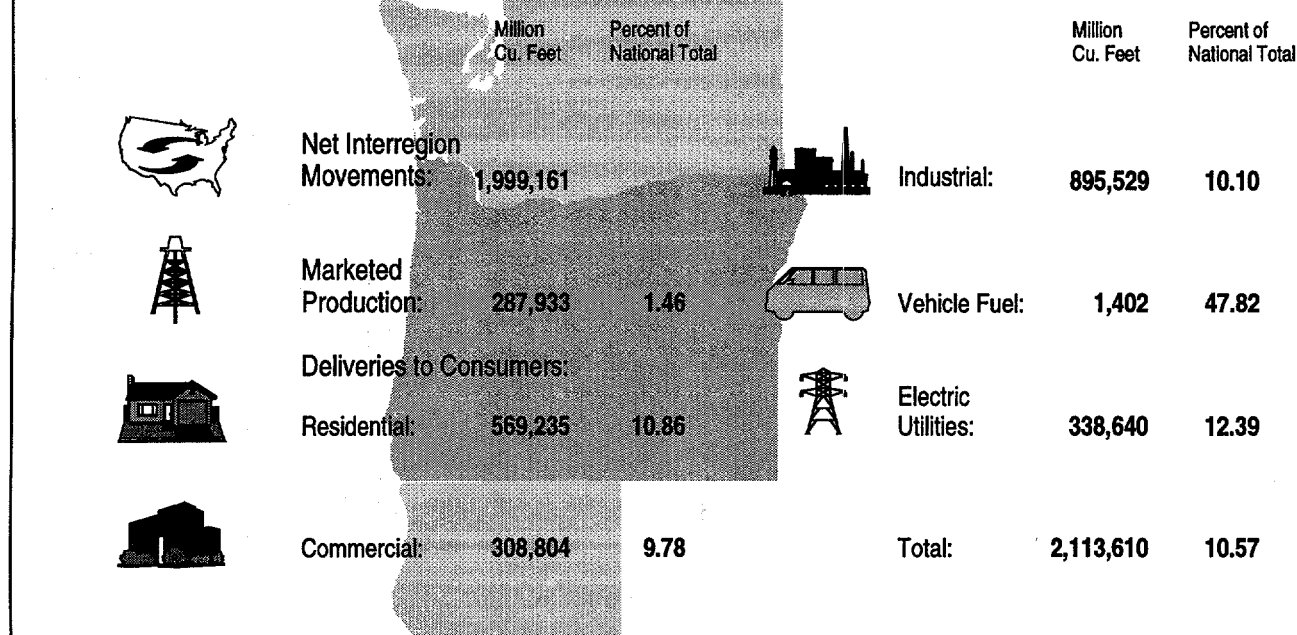 Million Percent of
Cu. Feet National Total
Net Interregion
Movements: 1,999,161
Marketed
Production: 287,933 1.46
Deliveries to Consumers:
Residential: 569,235 10.86
Commercial: 308,804 9.78
Million Percent of
Cu. Feet National Total
Industrial: 895,529 10.10
Vehicle Fuel: 1,402 47.82
Electric
Utilities: 338,640 12.39
Total: 2,113,610 10.57